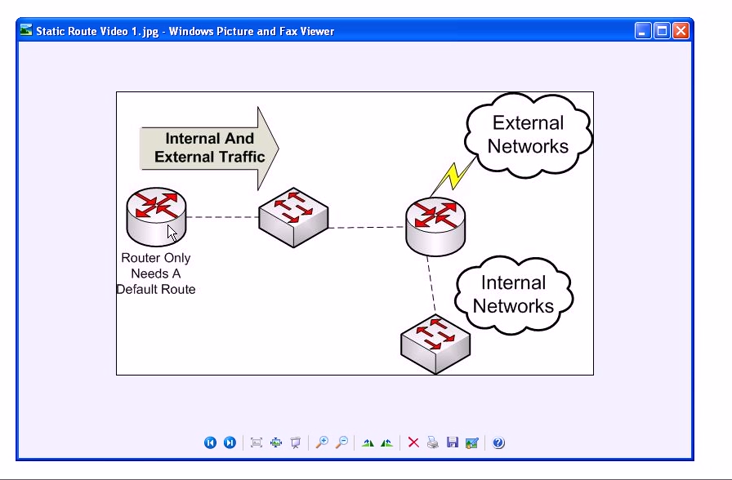 Static Route Video 1.jpg - Windows Picture and Fax Viewer
Internal And
External Traffic
External
Networks
Router Only
Needs A
Default Route
Internal
Networks